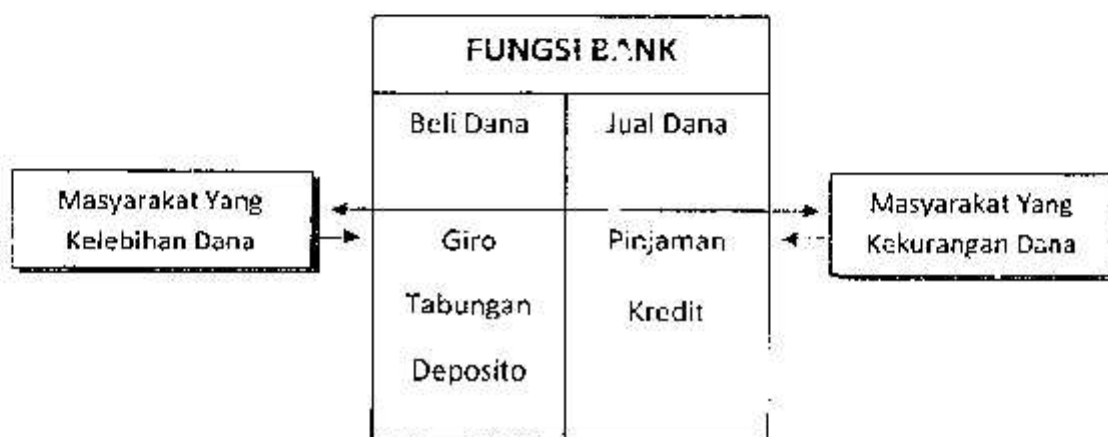 FUNGSI BANK
Beli Dana
Jual Dana
Masyarakat Yang
Kelebihan Dana
Giro
Tabungan
Deposito
Pinjaman
Kredit
Masyarakat Yang
Kekurangan Dana